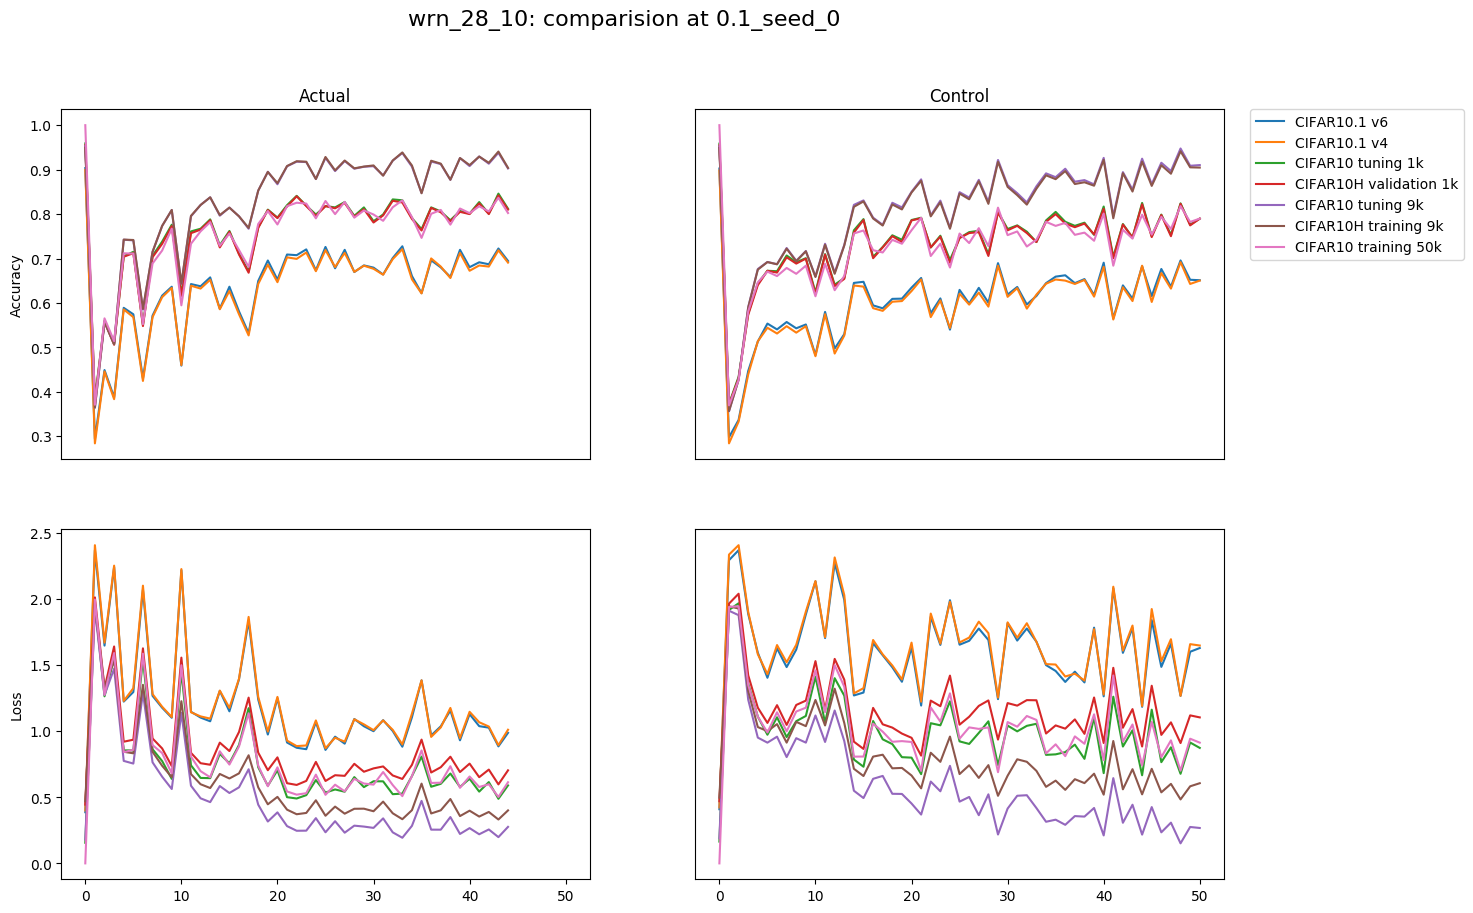 wrn_28_10: comparision at 0.1_seed_0
Actual
Control
Accuracy
1.0
0.9
0.8
0.7
0.6
0.5
0.4
0.3
CIFAR10.1 v6
CIFAR10.1 v4
CIFAR10 tuning 1k
CIFAR10H validation 1k
CIFAR10 tuning 9k
CIFAR10H training 9k
CIFAR10 training 50k
Loss
2.5
2.0
1.5
1.0
0.5
0.0
0 10 20 30 40 50
0 10 20 30 40 50